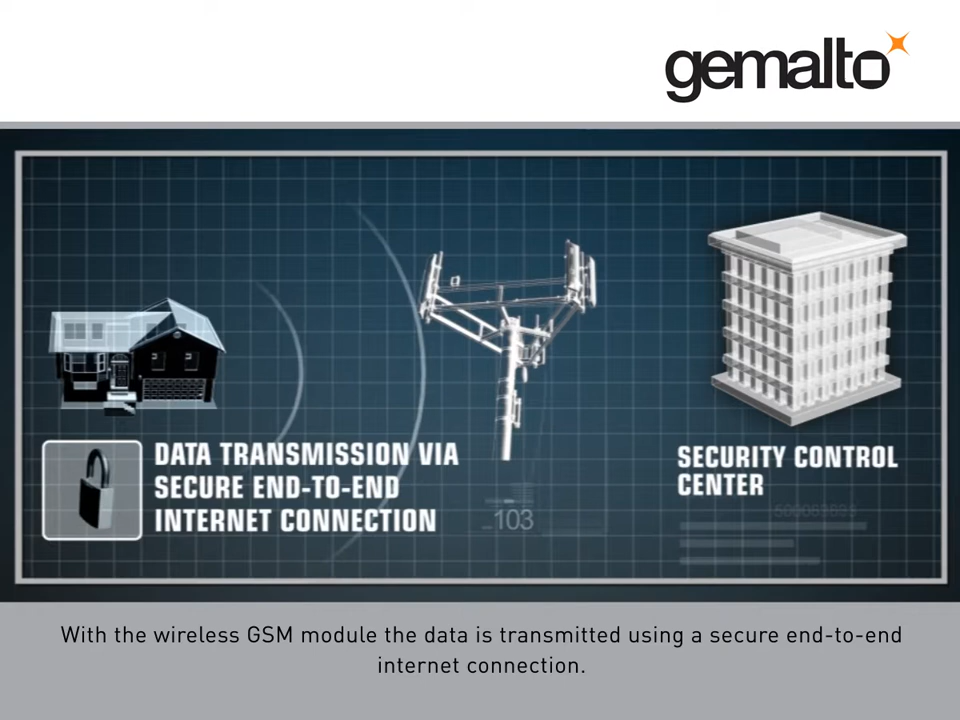 gemalto
DATA TRANSMISSION VIA
SECURE END-TO-END
INTERNET CONNECTION
103
SECURITY CONTROL
CENTER
With the wireless GSM module the data is transmitted using a secure end-to-end
internet connection.